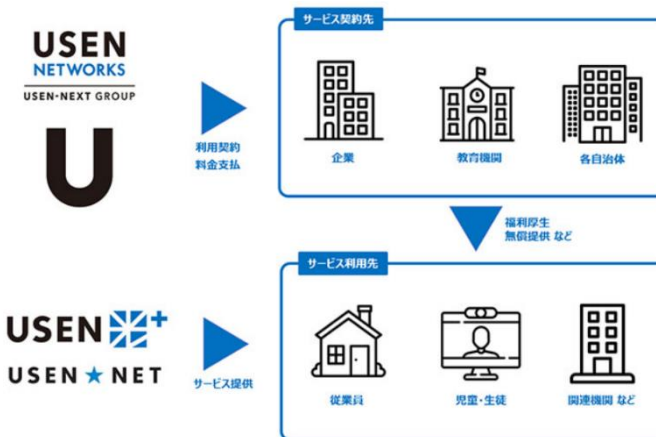 USEN
NETWORKS
USEN-NEXT GROUP
U
利用契約
料金支払
サービス契約先
企業
教育機関
各自治体
福利厚生
無償提供 など
USEN +
USEN★NET
サービス提供
サービス利用先
従業員
児童・生徒
関連機関 など